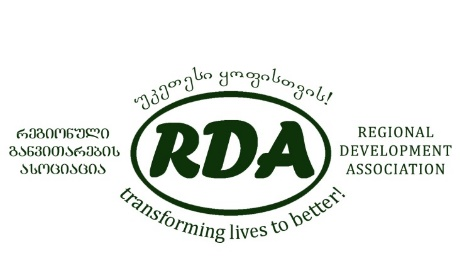 უკეთესი ყოფისთვის!
რეგიონული
განვითარების
ასოციაცია
RDA
REGIONAL
DEVELOPMENT
ASSOCIATION
transforming lives to better!